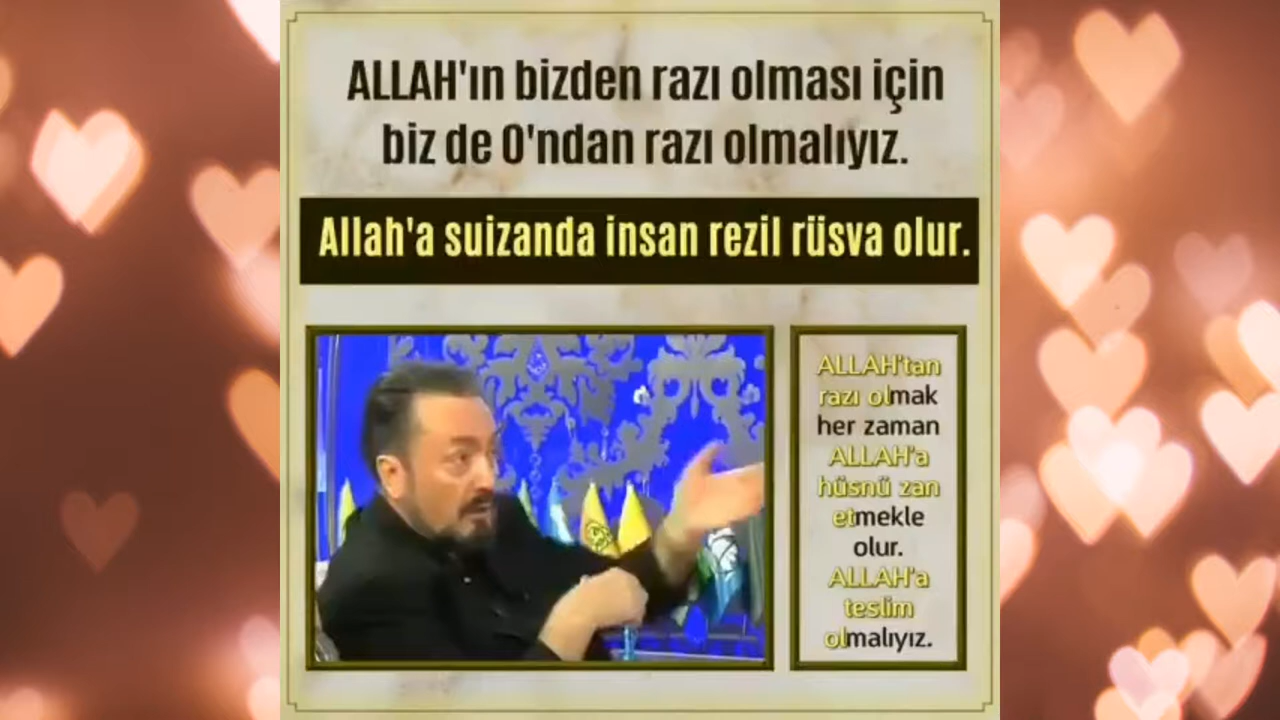 ALLAH'ın bizden razı olması için
biz de O'ndan razı olmalıyız.
Allah'a suizanda insan rezil rüsva olur.
ALLAH'tan
razı olmak
her zaman
ALLAH'a
hüsnü zan
etmekle
olur.
ALLAH'a
teslim
olmalıyız.